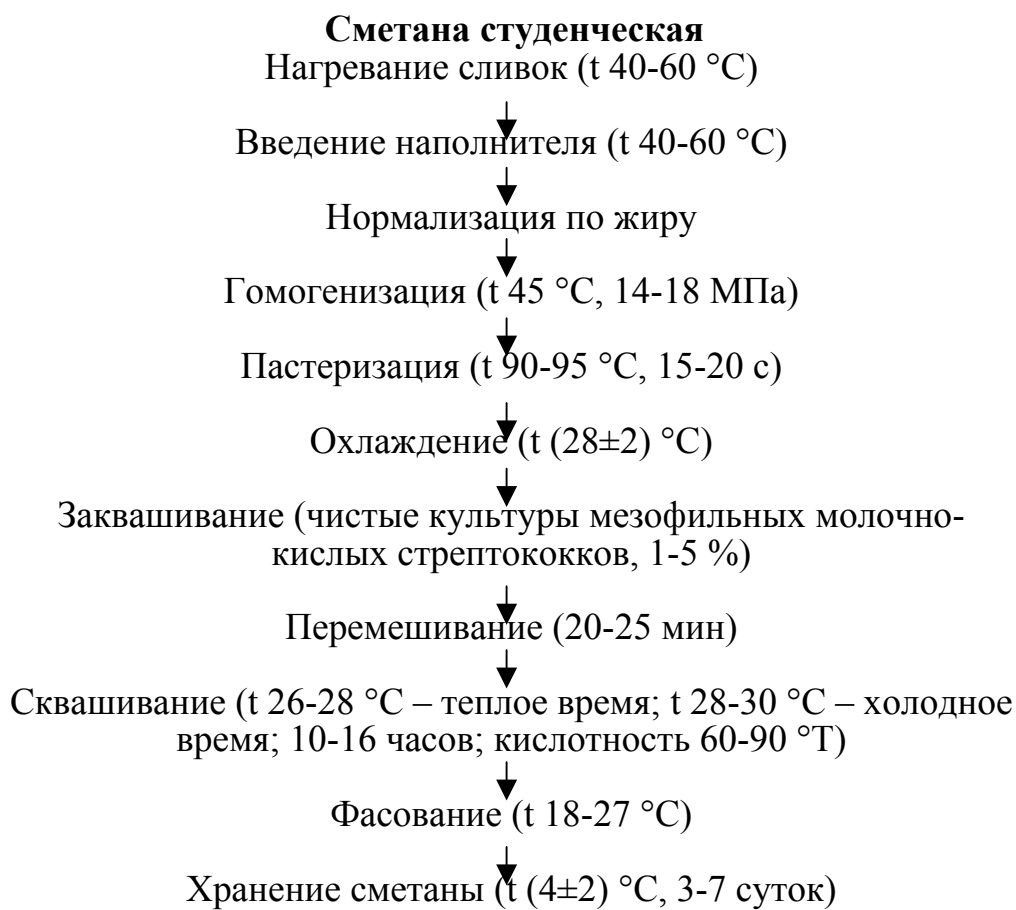 Сметана студенческая
Нагревание сливок (t 40-60 °С)
Введение наполнителя (t 40-60 °С)
Нормализация по жиру
Гомогенизация (t 45 °С, 14-18 МПа)
Пастеризация (t 90-95 °С, 15-20 с)
Охлаждение (t (28±2) °С)
Заквашивание (чистые культуры мезофильных молочно-
кислых стрептококков, 1-5 %)
Перемешивание (20-25 мин)
Сквашивание (t 26-28 °С – теплое время; t 28-30 °С – холодное
время; 10-16 часов; кислотность 60-90 °Т)
Фасование (t 18-27 °С)
Хранение сметаны (t (4±2) °С, 3-7 суток)